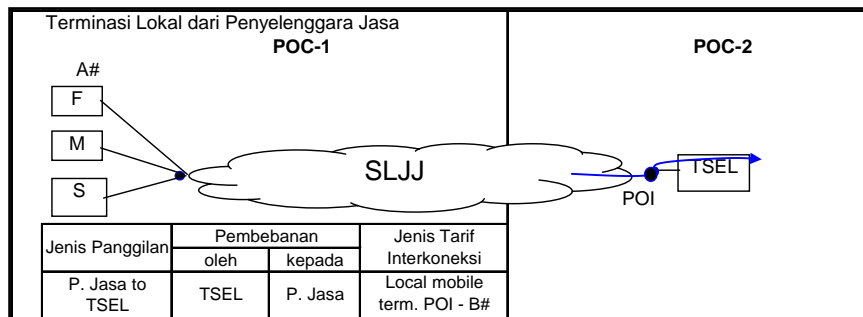 Terminasi Lokal dari Penyelenggara Jasa
POC-1
POC-2
A#
F
M
S
SLJJ
TSEL
POI
Jenis Panggilan
Pembebanan
oleh
kepada
Jenis Tarif
Interkoneksi
P. Jasa to
TSEL
TSEL
P. Jasa
Local mobile
term. POI - B#